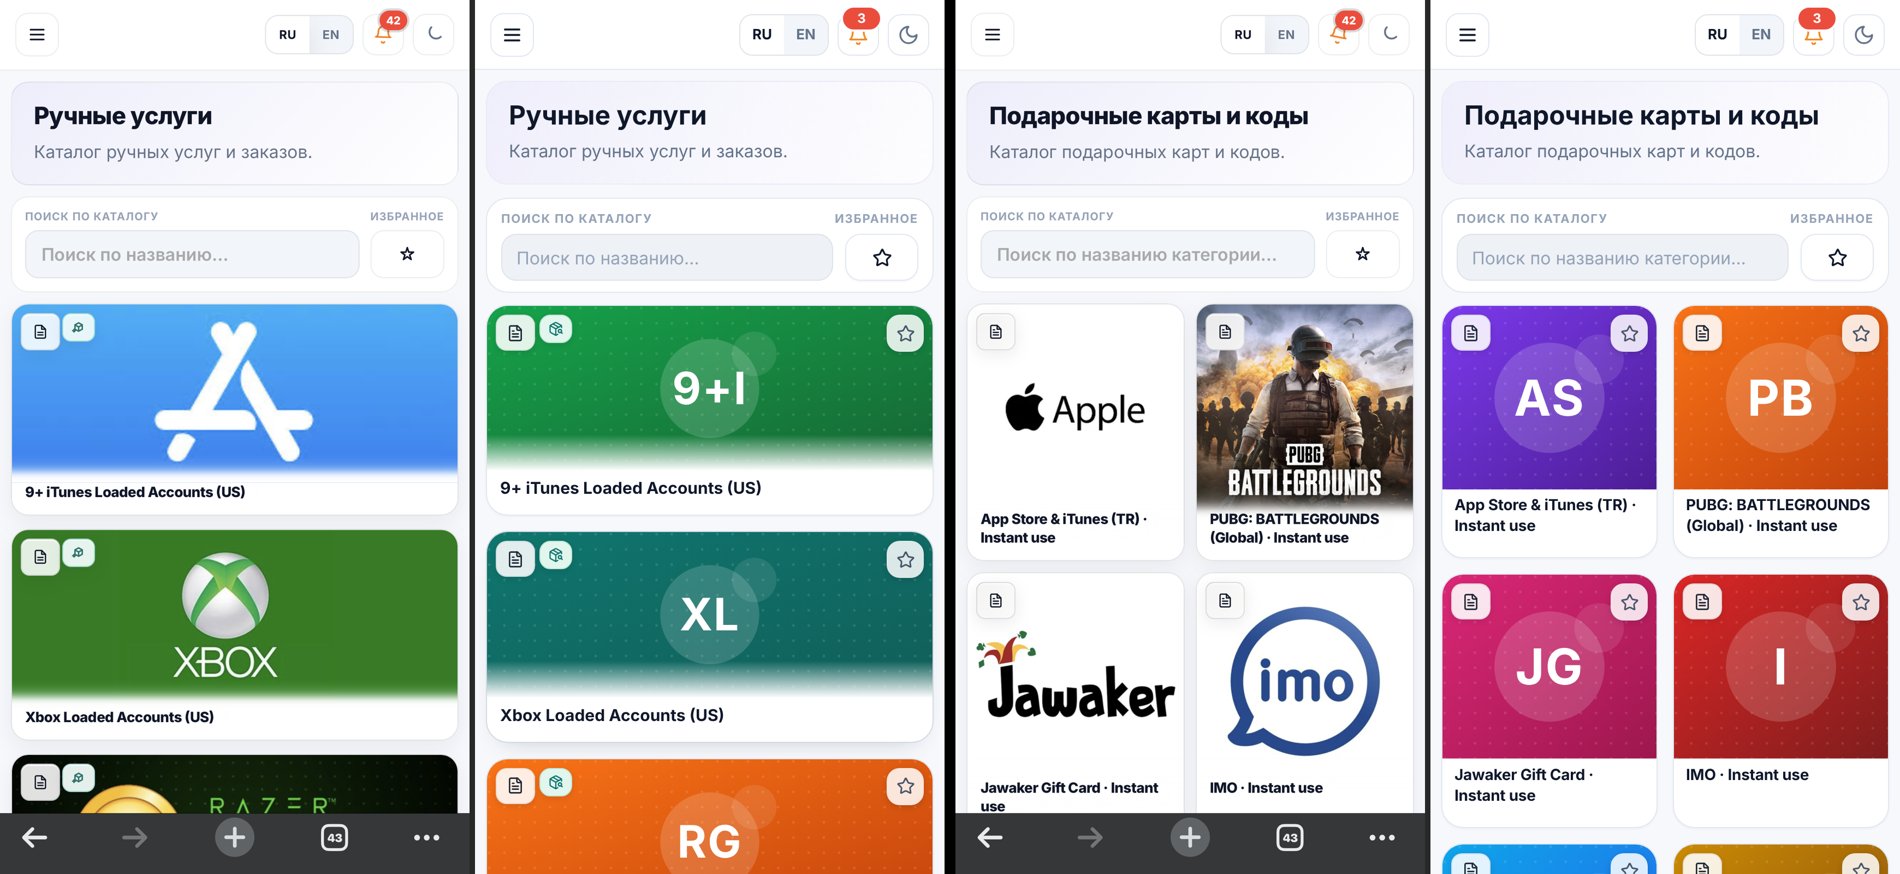 RU EN 42
Ручные услуги
Каталог ручных услуг и заказов.
ПОИСК ПО КАТАЛОГУ ИЗБРАННОЕ
Поиск по названию...
9+ iTunes Loaded Accounts (US)
XBOX
Xbox Loaded Accounts (US)
RAZER™
43
RU EN 3
Ручные услуги
Каталог ручных услуг и заказов.
ПОИСК ПО КАТАЛОГУ ИЗБРАННОЕ
Поиск по названию...
9+I
9+ iTunes Loaded Accounts (US)
XL
Xbox Loaded Accounts (US)
RG
RU EN 42
Подарочные карты и коды
Каталог подарочных карт и кодов.
ПОИСК ПО КАТАЛОГУ ИЗБРАННОЕ
Поиск по названию категории...
Apple
App Store & iTunes (TR) ·
Instant use
PUBG
BATTLEGROUNDS
PUBG: BATTLEGROUNDS
(Global) · Instant use
Jawaker
Jawaker Gift Card · Instant
use
imo
IMO · Instant use
43
RU EN 3
Подарочные карты и коды
Каталог подарочных карт и кодов.
ПОИСК ПО КАТАЛОГУ ИЗБРАННОЕ
Поиск по названию категории...
AS
App Store & iTunes (TR) ·
Instant use
PB
PUBG: BATTLEGROUNDS
(Global) · Instant use
JG
Jawaker Gift Card ·
Instant use
I
IMO · Instant use